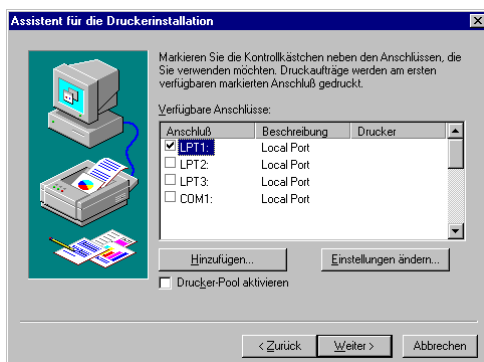 Assistent für die Druckerinstallation
Markieren Sie die Kontrollkästchen neben den Anschlüssen, die
Sie verwenden möchten. Druckaufträge werden am ersten
verfügbaren markierten Anschluß gedruckt.
Verfügbare Anschlüsse:
Anschluß Beschreibung Drucker
LPT1: Local Port
LPT2: Local Port
LPT3: Local Port
COM1: Local Port
Hinzufügen... Einstellungen ändern...
Drucker-Pool aktivieren
< Zurück Weiter > Abbrechen